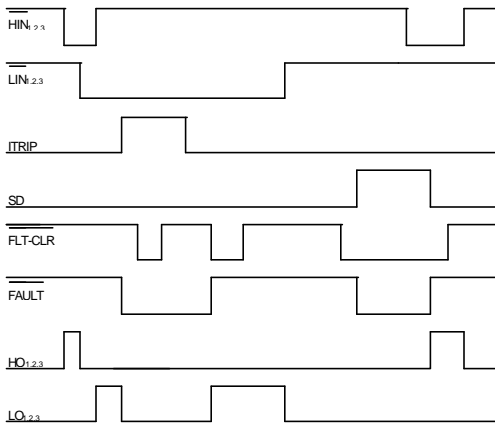 HIN1,2,3
LIN1,2,3
ITRIP
SD
FLT-CLR
FAULT
HO1,2,3
LO1,2,3